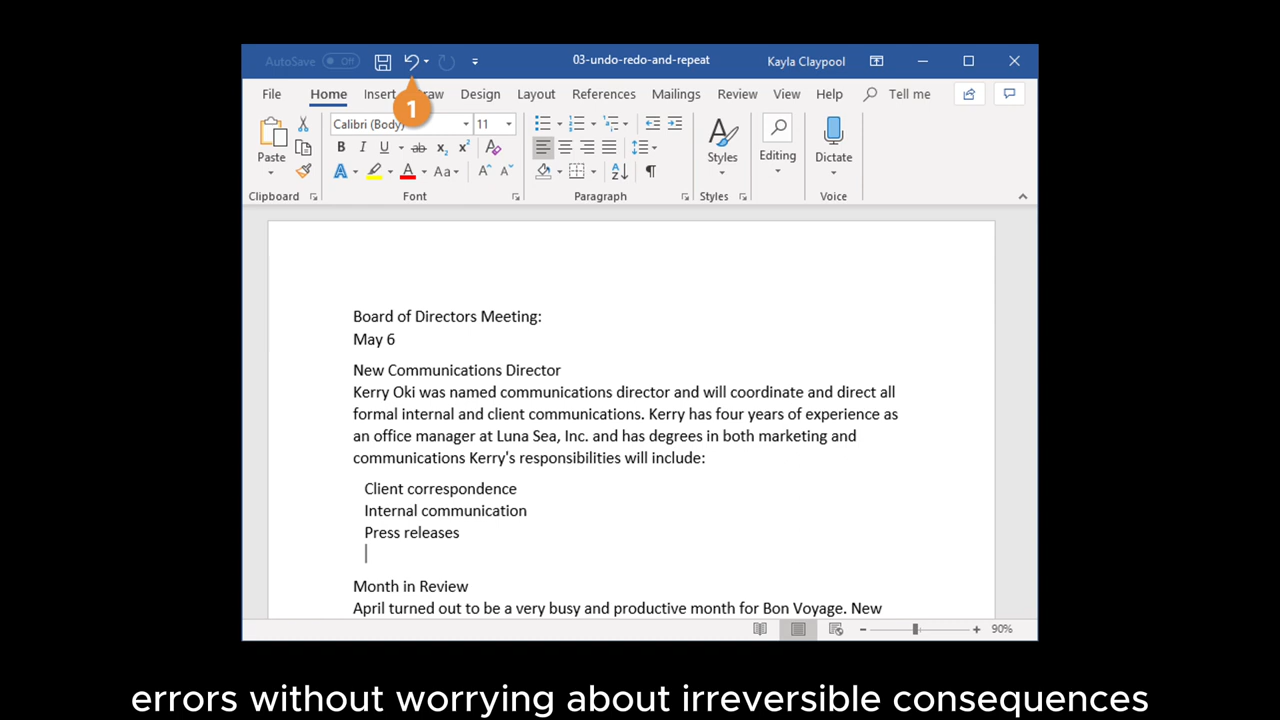 AutoSave Off 03-undo-redo-and-repeat Kayla Claypool
1
File Home Insert Design Layout References Mailings Review View Help Tell me
Paste Calibri (Body) 11 Styles Editing Dictate
Clipboard Font Paragraph Styles Voice
Board of Directors Meeting:
May 6
New Communications Director
Kerry Oki was named communications director and will coordinate and direct all
formal internal and client communications. Kerry has four years of experience as
an office manager at Luna Sea, Inc. and has degrees in both marketing and
communications Kerry's responsibilities will include:
Client correspondence
Internal communication
Press releases
Month in Review
April turned out to be a very busy and productive month for Bon Voyage. New
90%
errors without worrying about irreversible consequences